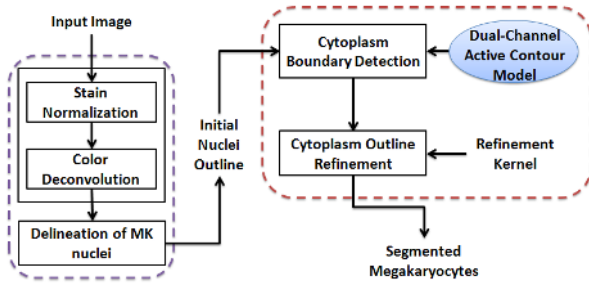 Input Image
Stain
Normalization
Color
Deconvolution
Delineation of MK
nuclei
Initial
Nuclei
Outline
Cytoplasm
Boundary Detection
Dual-Channel
Active Contour
Model
Cytoplasm Outline
Refinement
Refinement
Kernel
Segmented
Megakaryocytes